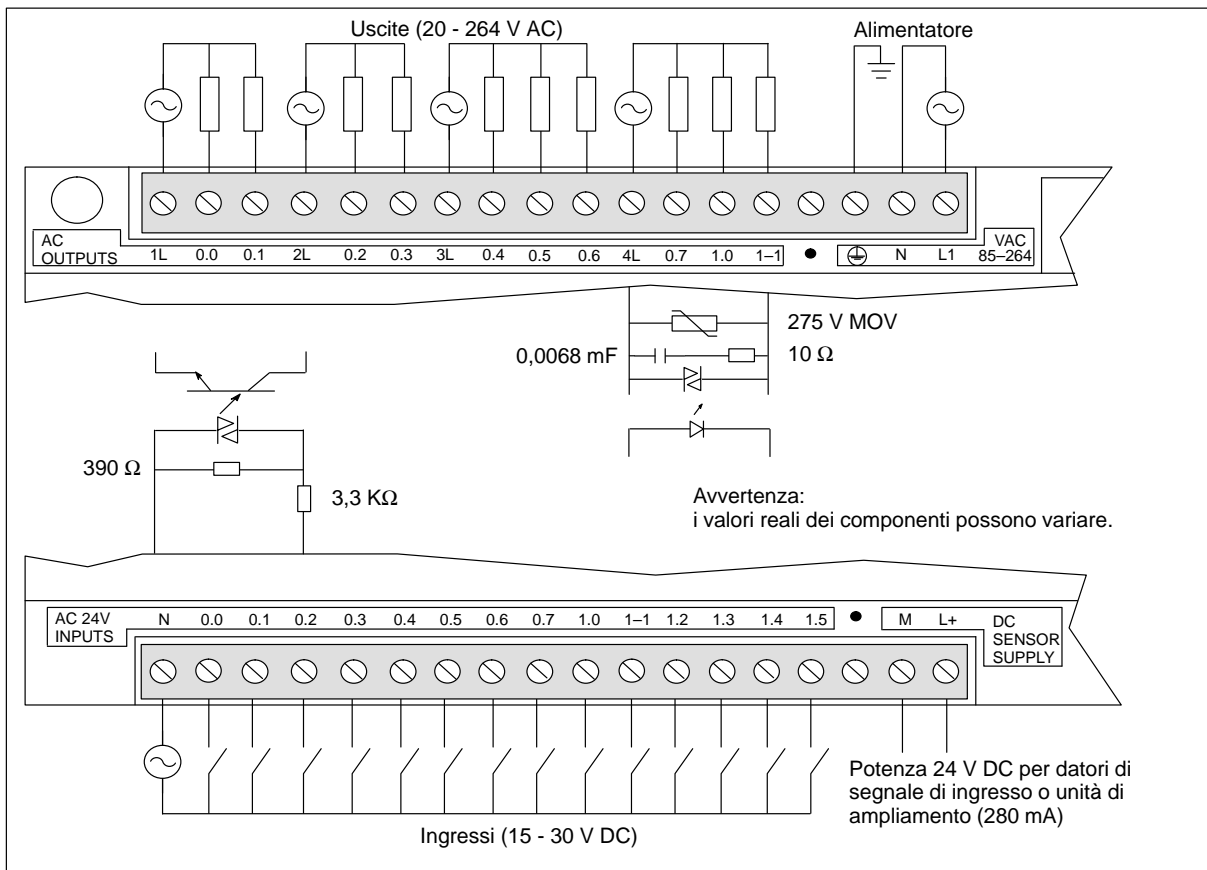 Uscite (20 - 264 V AC)
Alimentatore
AC
OUTPUTS
1L 0.0 0.1 2L 0.2 0.3 3L 0.4 0.5 0.6 4L 0.7 1.0 1–1 N L1
VAC
85–264
275 V MOV
0,0068 mF
10 Ω
390 Ω
3,3 KΩ
Avvertenza:
i valori reali dei componenti possono variare.
AC 24V
INPUTS
N 0.0 0.1 0.2 0.3 0.4 0.5 0.6 0.7 1.0 1–1 1.2 1.3 1.4 1.5 M L+
DC
SENSOR
SUPPLY
Potenza 24 V DC per datori di
segnale di ingresso o unità di
ampliamento (280 mA)
Ingressi (15 - 30 V DC)